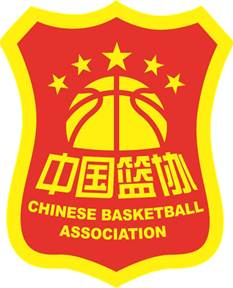 中国篮协
CHINESE BASKETBALL
ASSOCIATION